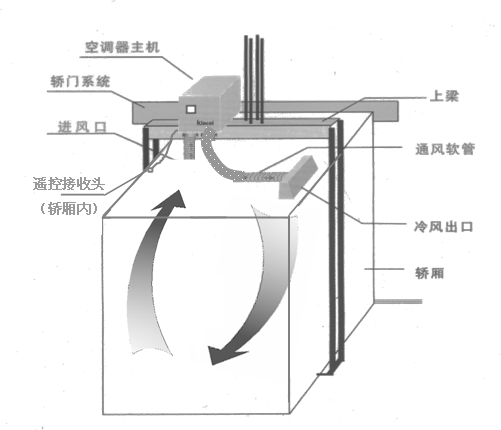 空调器主机
轿门系統
上梁
进风口
通风软管
遥控接收头
（轿厢内）
冷风出口
轿厢